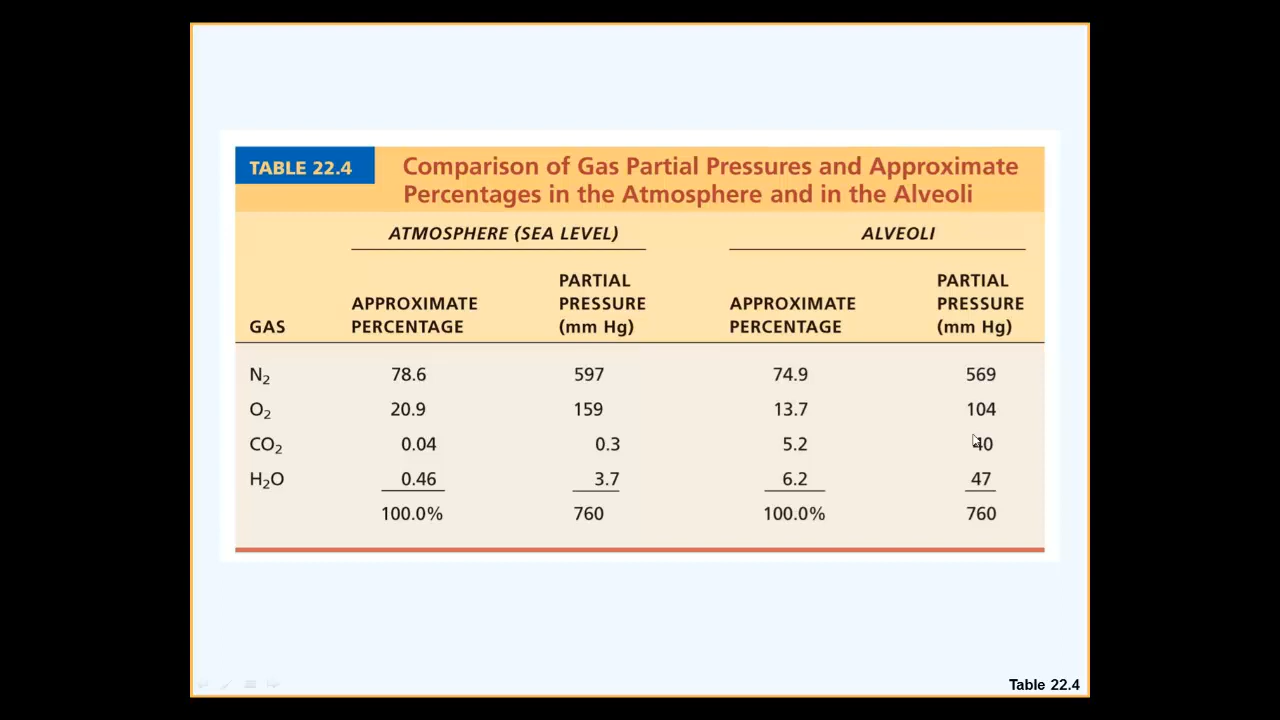 TABLE 22.4
Comparison of Gas Partial Pressures and Approximate
Percentages in the Atmosphere and in the Alveoli
ATMOSPHERE (SEA LEVEL) ALVEOLI
GAS APPROXIMATE PERCENTAGE PARTIAL PRESSURE (mm Hg) APPROXIMATE PERCENTAGE PARTIAL PRESSURE (mm Hg)
N₂ 78.6 597 74.9 569
O₂ 20.9 159 13.7 104
CO₂ 0.04 0.3 5.2 40
H₂O 0.46 3.7 6.2 47
100.0% 760 100.0% 760
Table 22.4